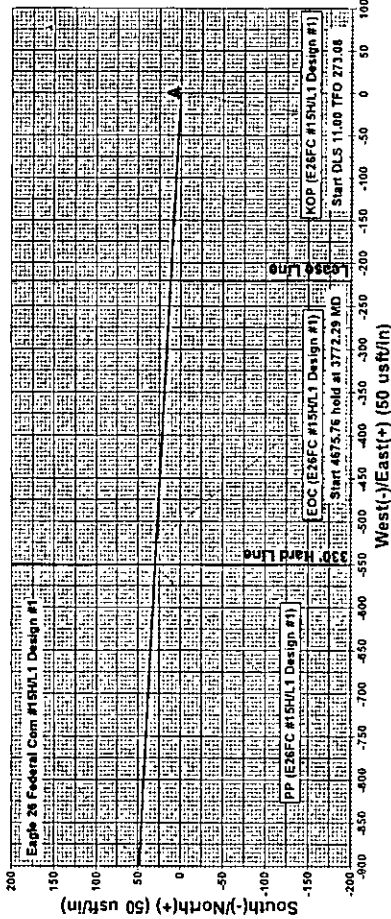 Eagle 26 Federal Com #15H/L1 Design #1
South(-)/North(+) (50 usft/in)
200
150
100
50
0
-50
-100
-150
-200
330' Hard Line
Lease Line
PP (E26FC #15H/L1 Design #1)
EOC (E26FC #15H/L1 Design #1)
Start 4675.76 hold at 3772.29 MD
KOP (E26FC #15H/L1 Design #1)
Start DLS 11.00 TFO 273.08
-900 -850 -800 -750 -700 -650 -600 -550 -500 -450 -400 -350 -300 -250 -200 -150 -100 -50 0 50 100
West(-)/East(+) (50 usft/in)